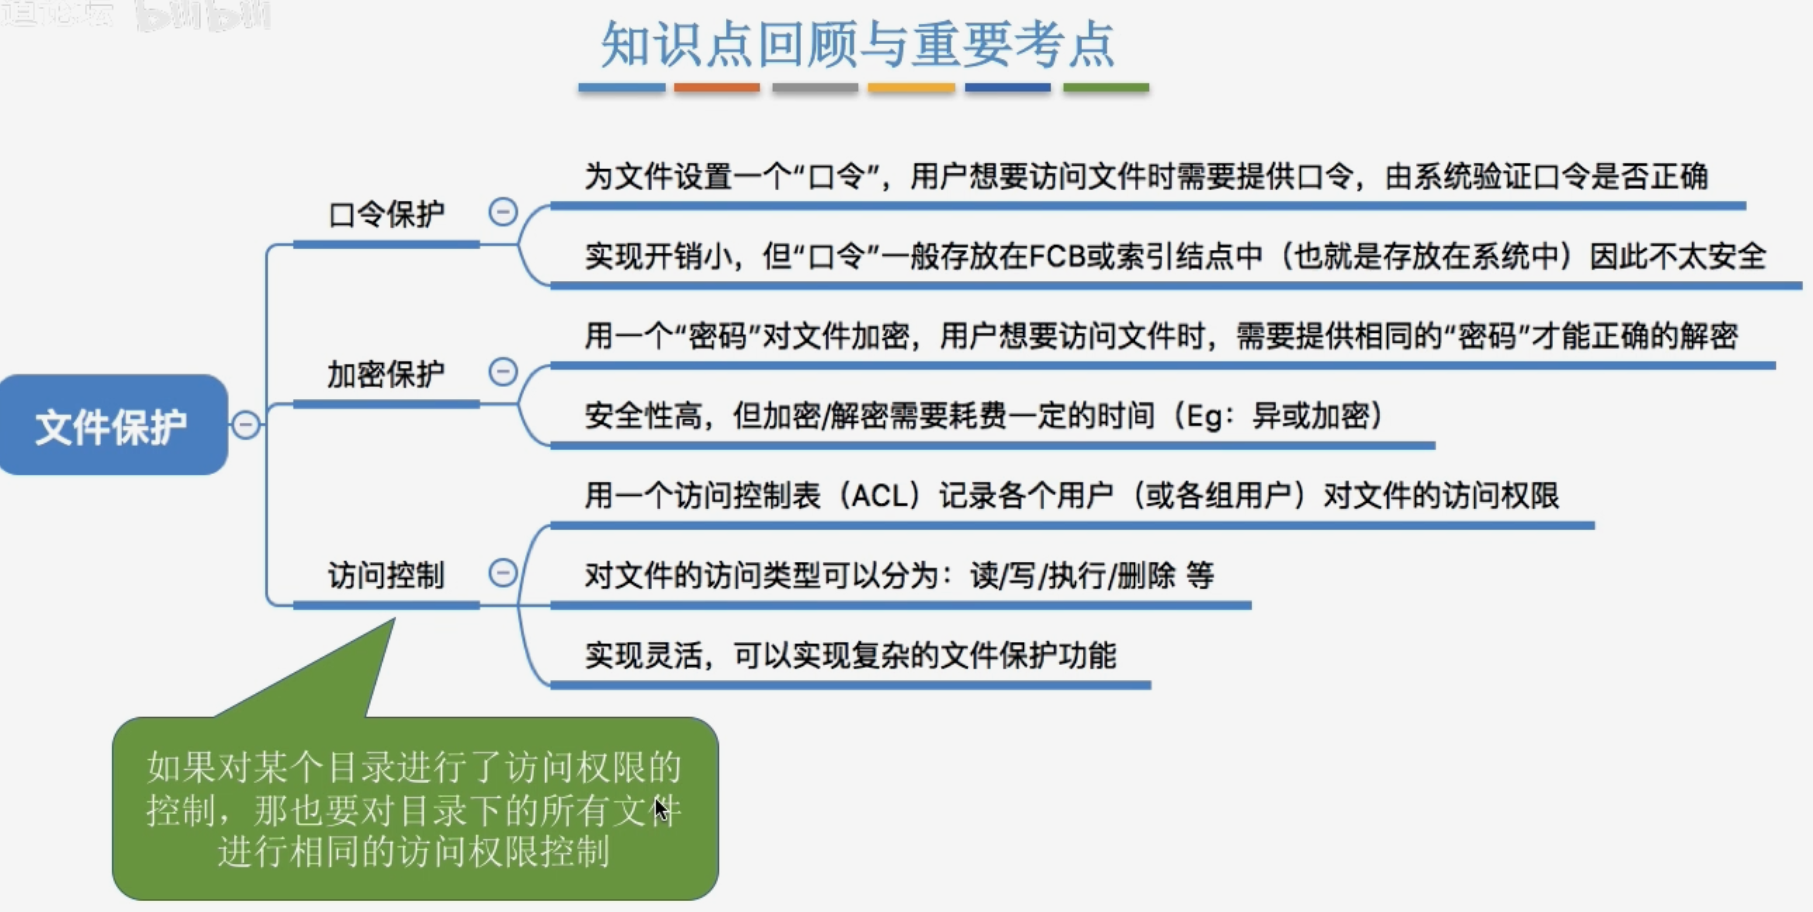 bilibili
知识点回顾与重要考点
文件保护
口令保护
为文件设置一个“口令”，用户想要访问文件时需要提供口令，由系统验证口令是否正确
实现开销小，但“口令”一般存放在FCB或索引结点中（也就是存放在系统中）因此不太安全
加密保护
用一个“密码”对文件加密，用户想要访问文件时，需要提供相同的“密码”才能正确的解密
安全性高，但加密/解密需要耗费一定的时间（Eg：异或加密）
访问控制
用一个访问控制表（ACL）记录各个用户（或各组用户）对文件的访问权限
对文件的访问类型可以分为：读/写/执行/删除 等
实现灵活，可以实现复杂的文件保护功能
如果对某个目录进行了访问权限的
控制，那也要对目录下的所有文件
进行相同的访问权限控制